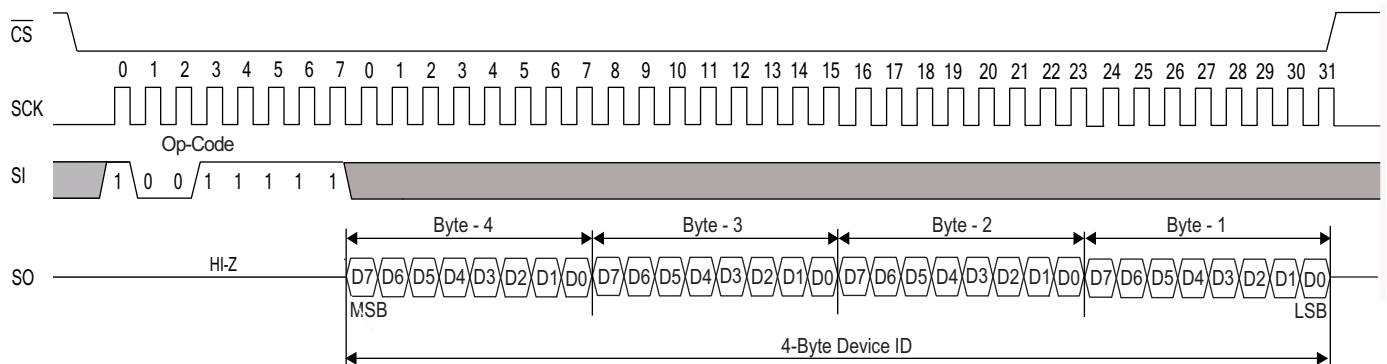 CS
0 1 2 3 4 5 6 7 0 1 2 3 4 5 6 7 8 9 10 11 12 13 14 15 16 17 18 19 20 21 22 23 24 25 26 27 28 29 30 31
SCK
Op-Code
SI 1 0 0 1 1 1 1 1
Byte - 4 Byte - 3 Byte - 2 Byte - 1
SO HI-Z D7 D6 D5 D4 D3 D2 D1 D0 D7 D6 D5 D4 D3 D2 D1 D0 D7 D6 D5 D4 D3 D2 D1 D0 D7 D6 D5 D4 D3 D2 D1 D0
MSB LSB
4-Byte Device ID